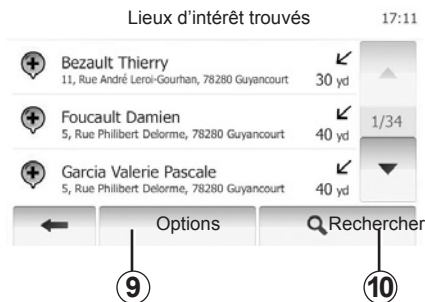 Lieux d'intérêt trouvés 17:11
Bezault Thierry
11, Rue André Leroi-Gourhan, 78280 Guyancourt 30 yd
Foucault Damien
5, Rue Philibert Delorme, 78280 Guyancourt 40 yd
1/34
Garcia Valerie Pascale
5, Rue Philibert Delorme, 78280 Guyancourt 40 yd
Options Rechercher
9 10